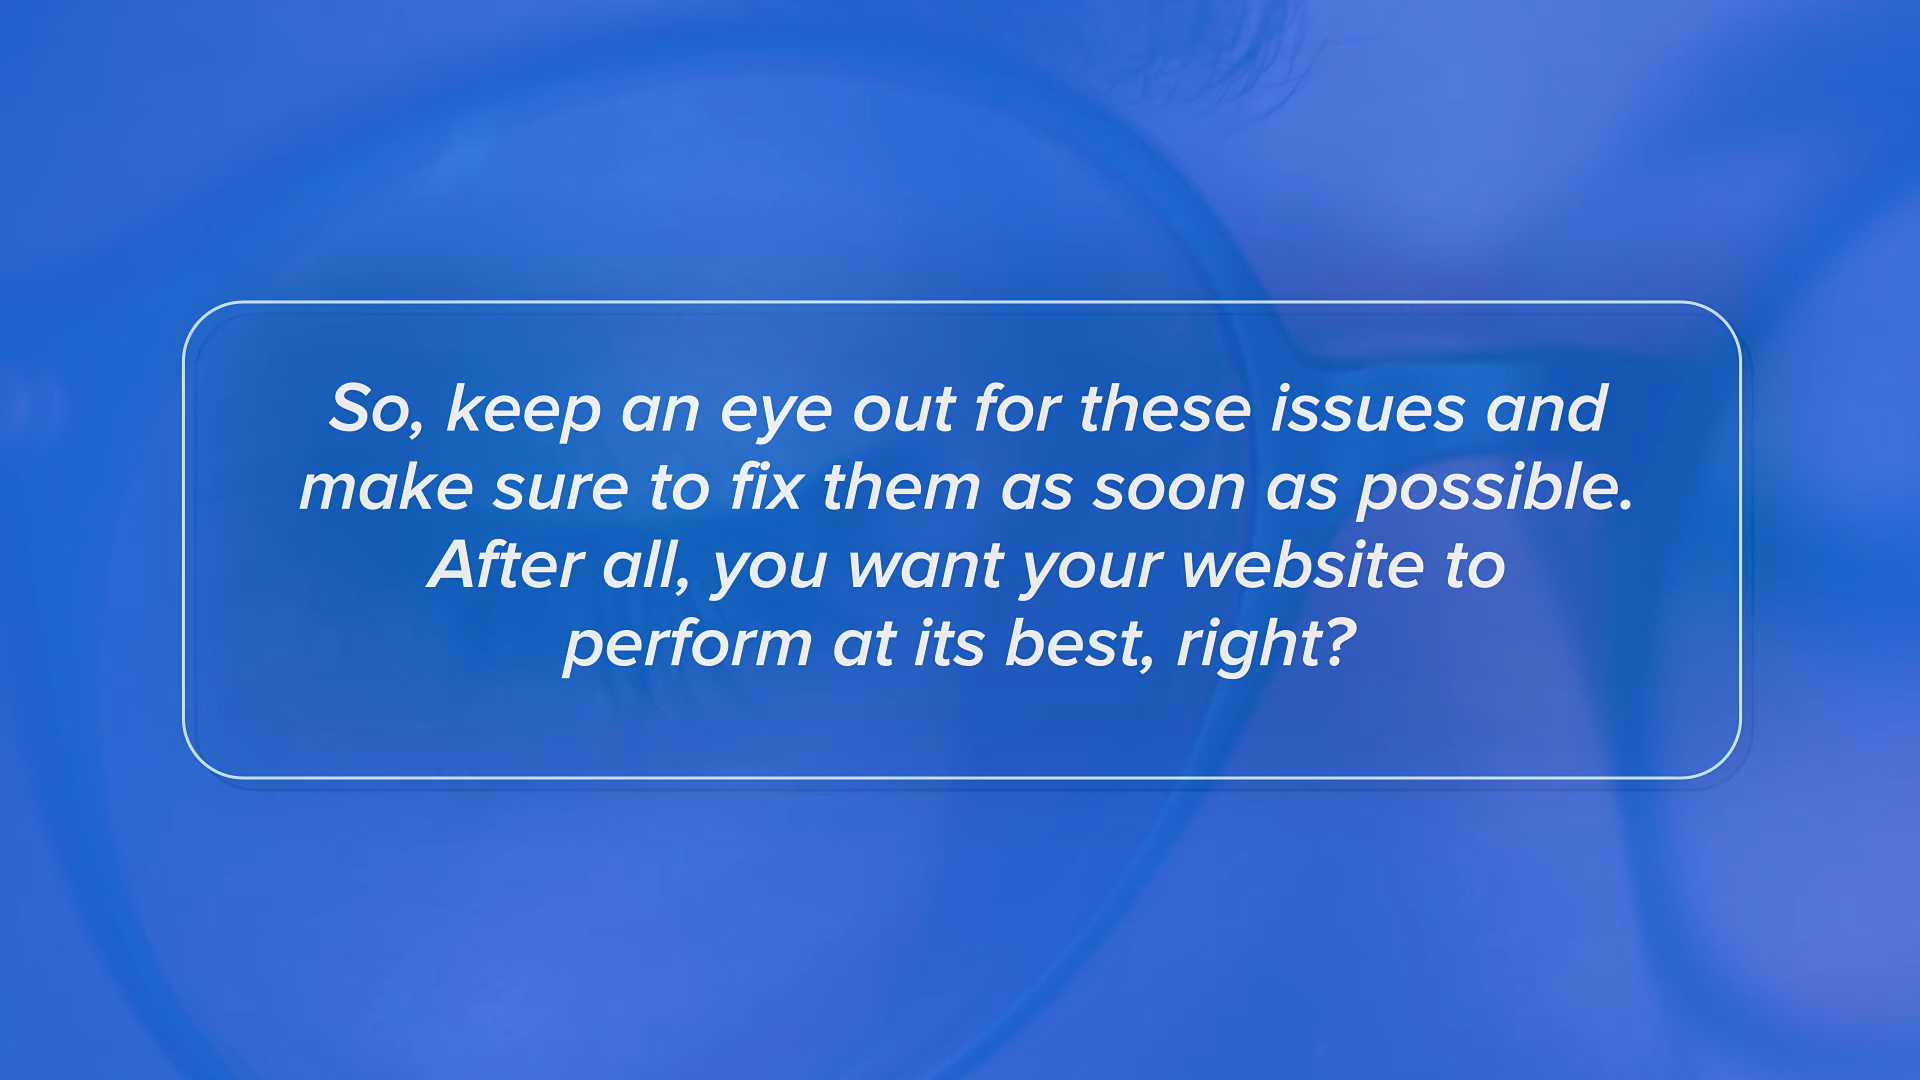 So, keep an eye out for these issues and
make sure to fix them as soon as possible.
After all, you want your website to
perform at its best, right?